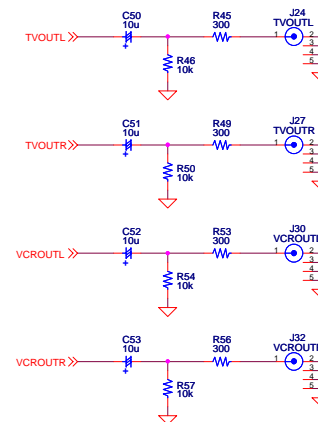 C50
10u
R45
300
J24
TVOUTL
TVOUTL
1
2
3
4
5
+
R46
10k
C51
10u
R49
300
J27
TVOUTR
TVOUTR
1
2
3
4
5
+
R50
10k
C52
10u
R53
300
J30
VCROUTL
VCROUTL
1
2
3
4
5
+
R54
10k
C53
10u
R56
300
J32
VCROUTL
VCROUTR
1
2
3
4
5
+
R57
10k